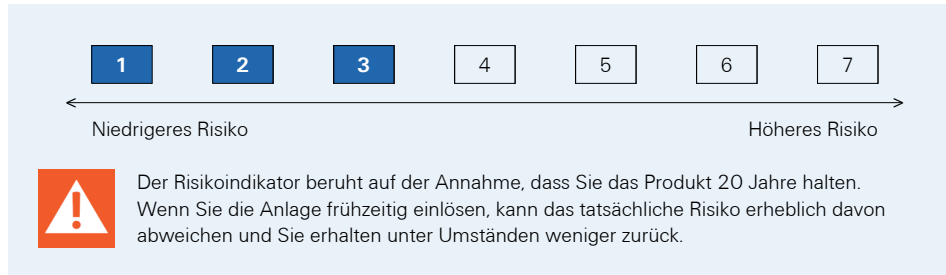 1 2 3 4 5 6 7
Niedrigeres Risiko Höheres Risiko
Der Risikoindikator beruht auf der Annahme, dass Sie das Produkt 20 Jahre halten.
Wenn Sie die Anlage frühzeitig einlösen, kann das tatsächliche Risiko erheblich davon
abweichen und Sie erhalten unter Umständen weniger zurück.